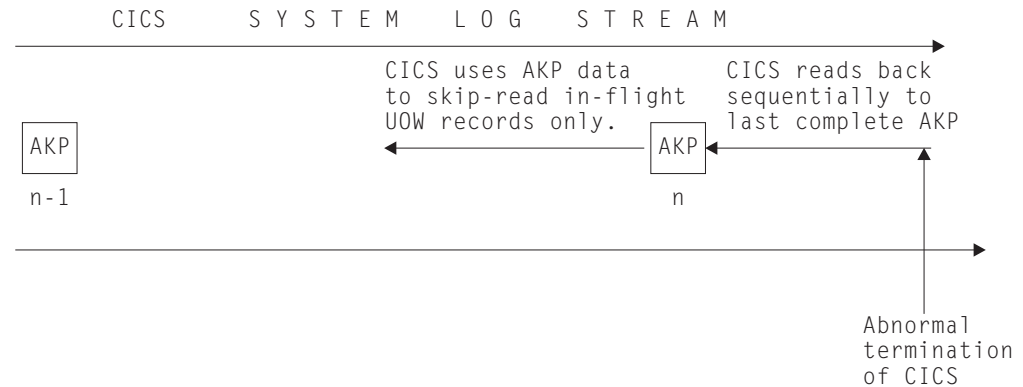 CICS S Y S T E M L O G S T R E A M
CICS uses AKP data
to skip-read in-flight
UOW records only.
CICS reads back
sequentially to
last complete AKP
AKP
n-1
AKP
n
Abnormal
termination
of CICS